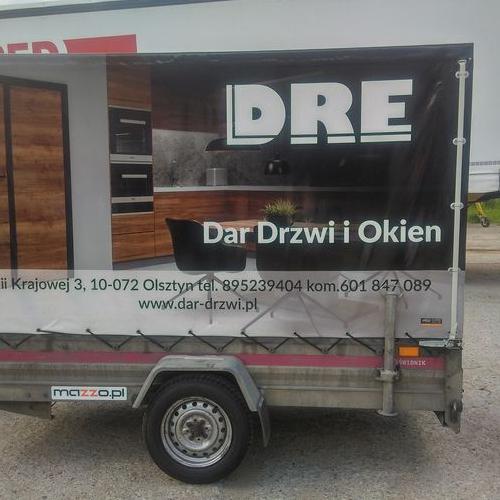 DRE
Dar Drzwi i Okien
ii Krajowej 3, 10-072 Olsztyn tel. 895239404 kom.601 847 089
www.dar-drzwi.pl
mazzo.pl